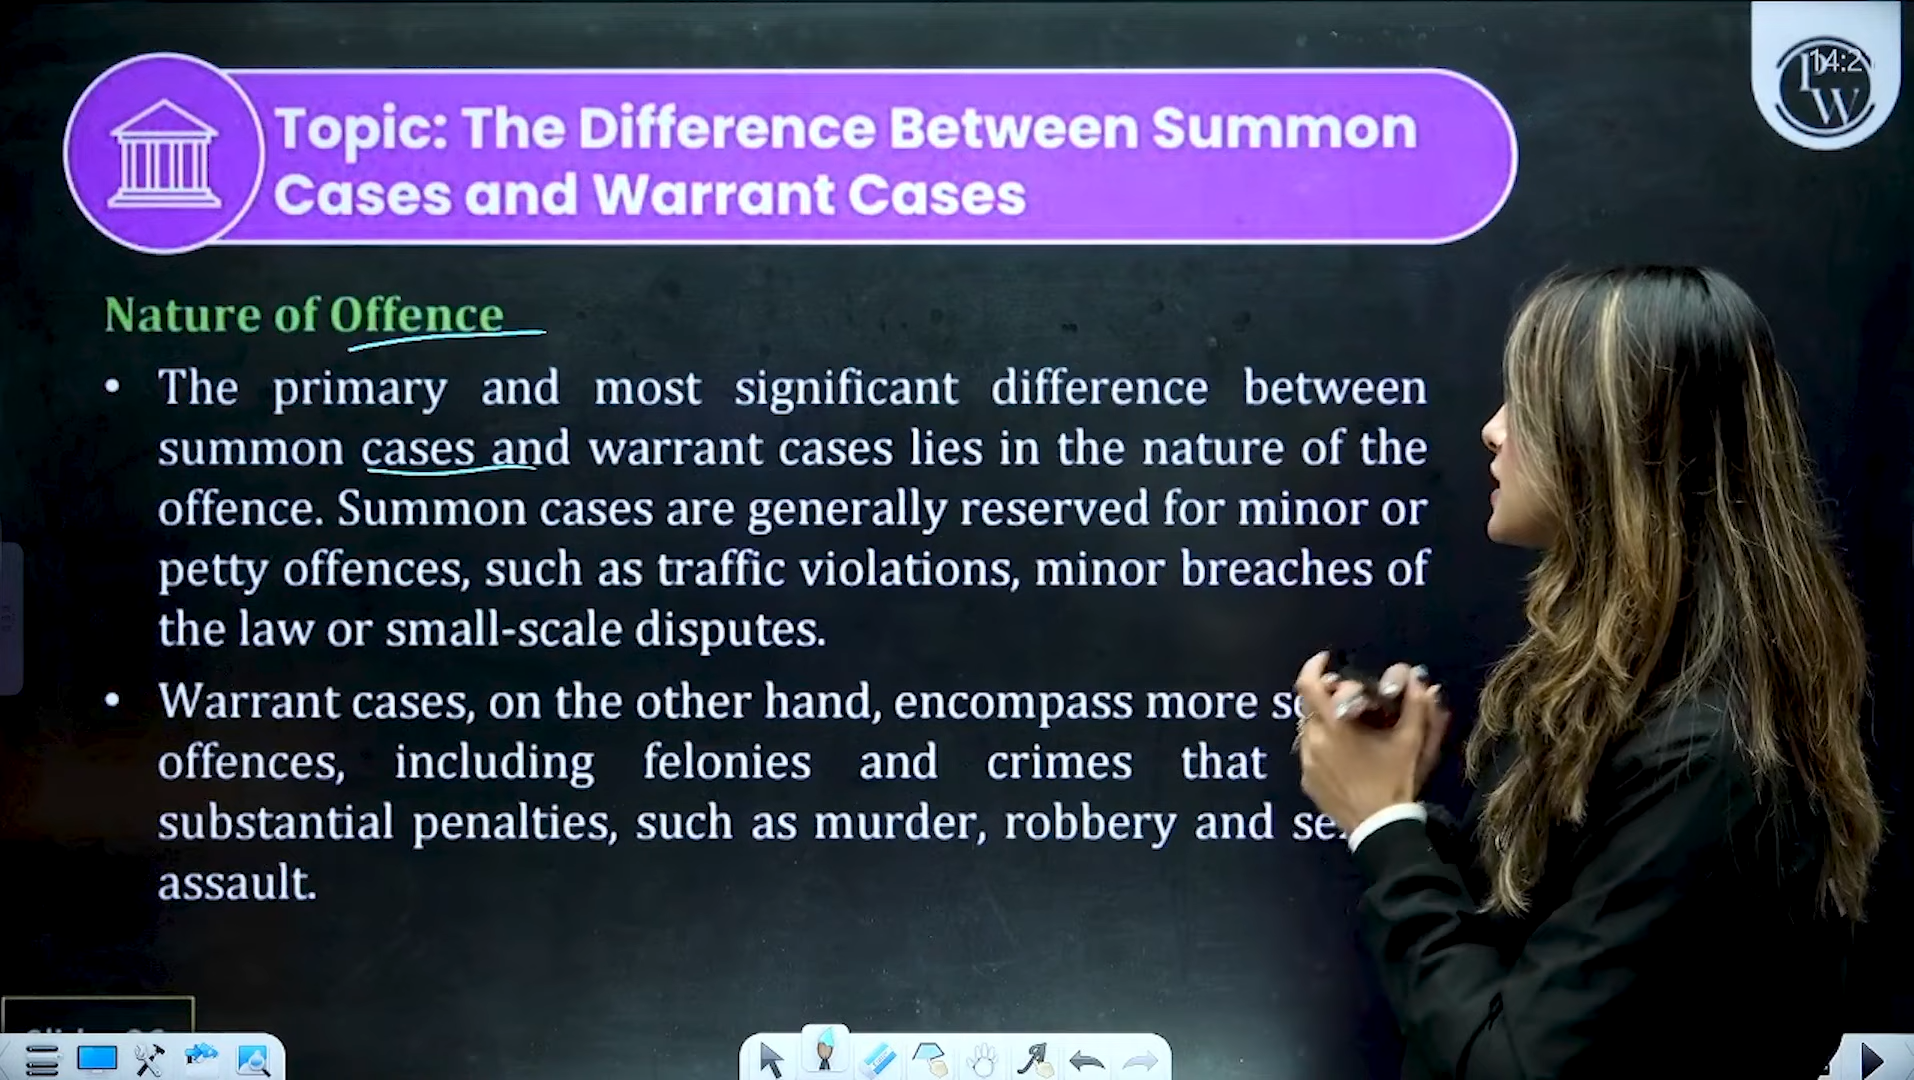 14:2
PW
Topic: The Difference Between Summon
Cases and Warrant Cases
Nature of Offence
• The primary and most significant difference between
summon cases and warrant cases lies in the nature of the
offence. Summon cases are generally reserved for minor or
petty offences, such as traffic violations, minor breaches of
the law or small-scale disputes.
• Warrant cases, on the other hand, encompass more
offences, including felonies and crimes that
substantial penalties, such as murder, robbery and
assault.